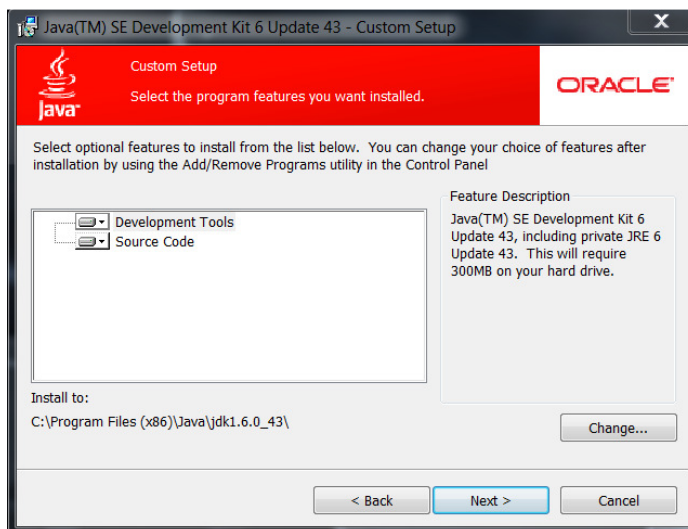 Java(TM) SE Development Kit 6 Update 43 - Custom Setup
X
Java
Custom Setup
Select the program features you want installed.
ORACLE
Select optional features to install from the list below. You can change your choice of features after
installation by using the Add/Remove Programs utility in the Control Panel
Development Tools
Source Code
Feature Description
Java(TM) SE Development Kit 6
Update 43, including private JRE 6
Update 43. This will require
300MB on your hard drive.
Install to:
C:\Program Files (x86)\Java\jdk1.6.0_43\
Change...
< Back
Next >
Cancel